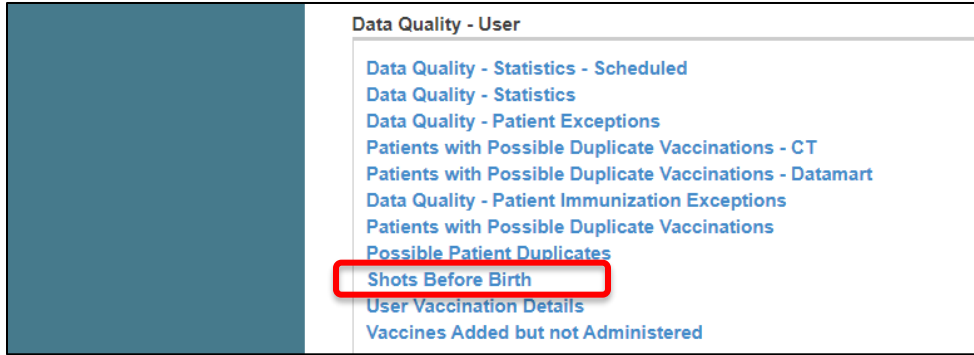 Data Quality - User
Data Quality - Statistics - Scheduled
Data Quality - Statistics
Data Quality - Patient Exceptions
Patients with Possible Duplicate Vaccinations - CT
Patients with Possible Duplicate Vaccinations - Datamart
Data Quality - Patient Immunization Exceptions
Patients with Possible Duplicate Vaccinations
Possible Patient Duplicates
Shots Before Birth
User Vaccination Details
Vaccines Added but not Administered